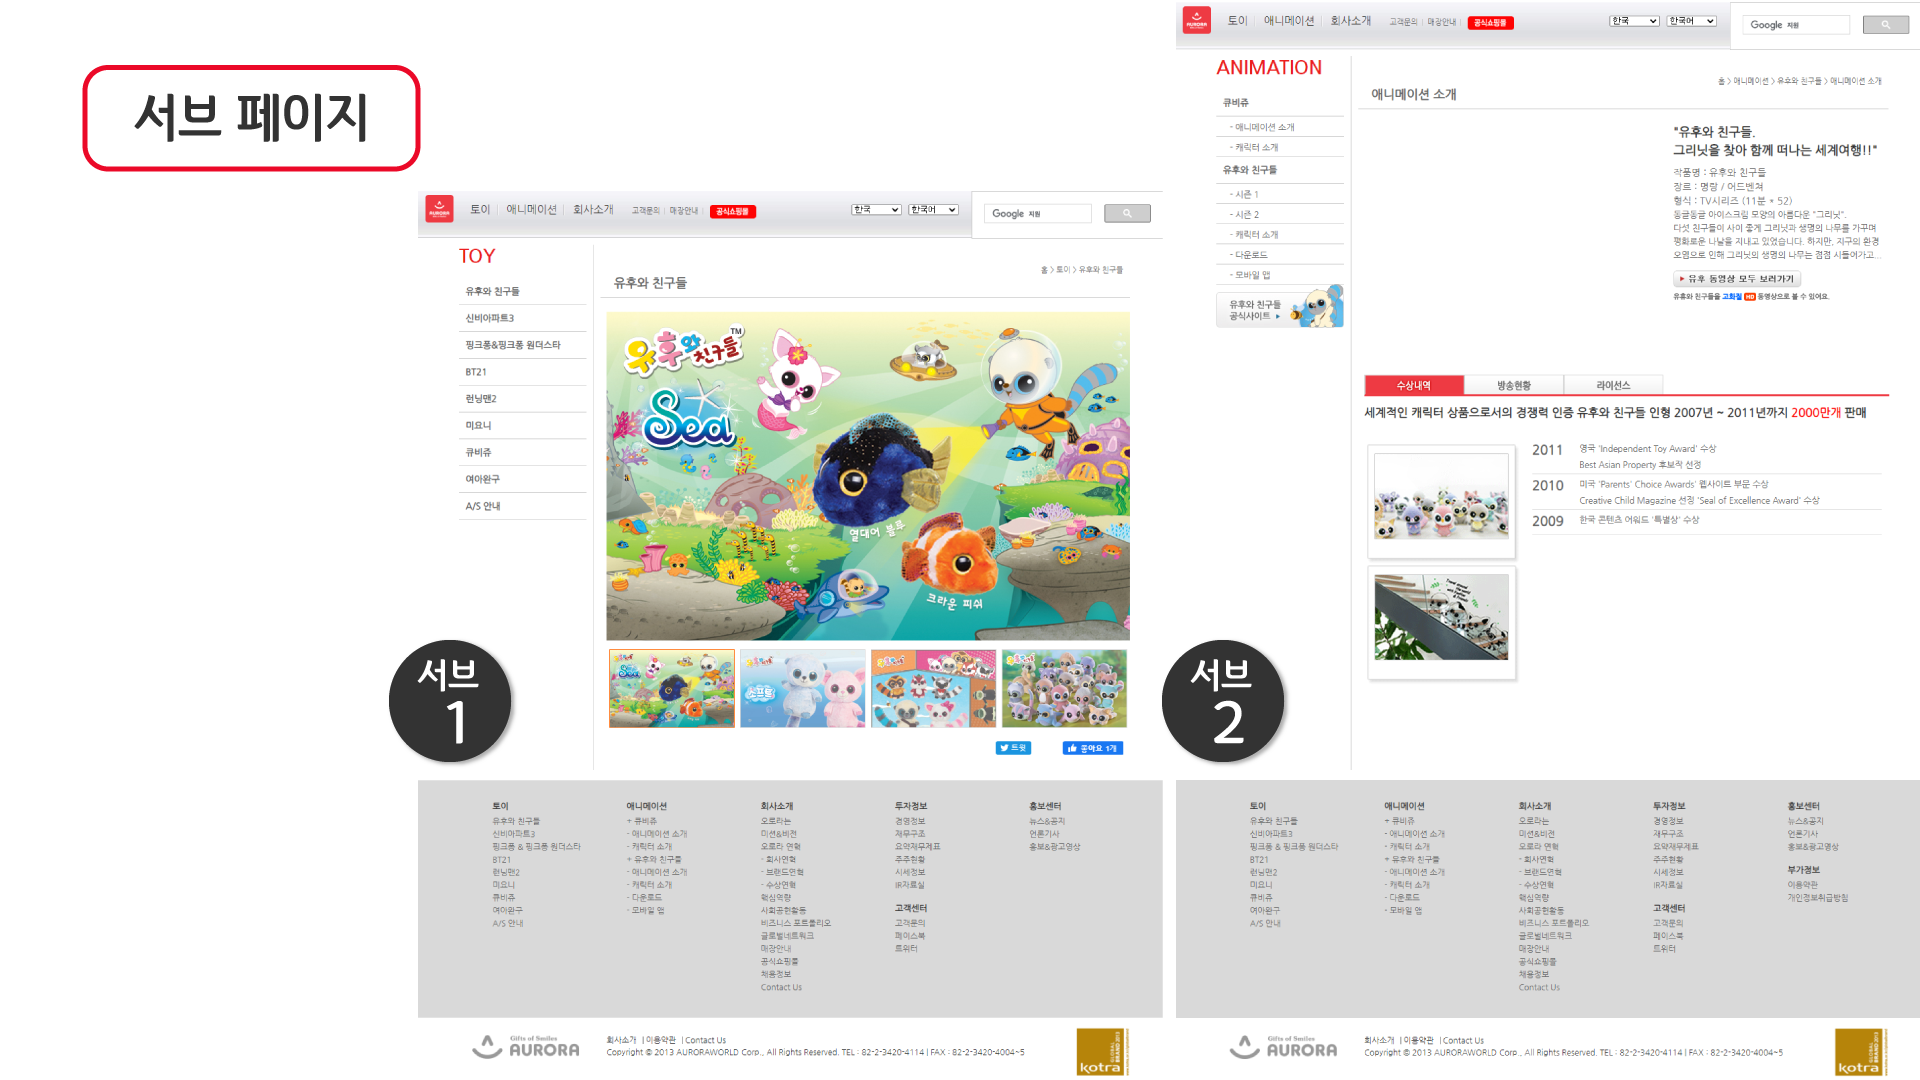 서브 페이지
AURORA
토이
애니메이션
회사소개
고객문의
매장안내
공식쇼핑몰
한국
한국어
Google 지원
TOY
유후와 친구들
신비아파트3
핑크퐁&핑크퐁 원더스타
BT21
런닝맨2
미요니
큐비쥬
여아완구
A/S 안내
홈 > 토이 > 유후와 친구들
유후와 친구들
유후와 친구들 TM
Sea
열대어 블루
크라운 피쉬
트윗
좋아요 1개
서브
1
토이
유후와 친구들
신비아파트3
핑크퐁 & 핑크퐁 원더스타
BT21
런닝맨2
미요니
큐비쥬
여아완구
A/S 안내
애니메이션
+ 큐비쥬
- 애니메이션 소개
- 캐릭터 소개
+ 유후와 친구들
- 애니메이션 소개
- 캐릭터 소개
- 다운로드
- 모바일 앱
회사소개
오로라는
미션&비전
오로라 연혁
- 회사연혁
- 브랜드연혁
- 수상연혁
핵심역량
사회공헌활동
비즈니스 포트폴리오
글로벌네트워크
매장안내
공식쇼핑몰
채용정보
Contact Us
투자정보
경영정보
재무구조
요약재무제표
주주현황
시세정보
IR자료실
고객센터
고객문의
페이스북
트위터
홍보센터
뉴스&공지
언론기사
홍보&광고영상
Gifts of Smiles
AURORA
회사소개 | 이용약관 | Contact Us
Copyright © 2013 AURORAWORLD Corp., All Rights Reserved. TEL : 82-2-3420-4114 | FAX : 82-2-3420-4004~5
kotra
AURORA
토이
애니메이션
회사소개
고객문의
매장안내
공식쇼핑몰
한국
한국어
Google 지원
ANIMATION
큐비쥬
- 애니메이션 소개
- 캐릭터 소개
유후와 친구들
- 시즌 1
- 시즌 2
- 캐릭터 소개
- 다운로드
- 모바일 앱
유후와 친구들
공식사이트
홈 > 애니메이션 > 유후와 친구들 > 애니메이션 소개
애니메이션 소개
"유후와 친구들.
그리닛을 찾아 함께 떠나는 세계여행!!"
작품명 : 유후와 친구들
장르 : 명랑 / 어드벤쳐
형식 : TV시리즈 (11분 * 52)
동글동글 아이스크림 모양의 아름다운 "그리닛".
다섯 친구들이 사이 좋게 그리닛과 생명의 나무를 가꾸며
평화로운 나날을 지내고 있었습니다. 하지만, 지구의 환경
오염으로 인해 그리닛의 생명의 나무는 점점 시들어가고...
유후 동영상 모두 보러가기
유후와 친구들을 고화질 HD 동영상으로 볼 수 있어요.
수상내역
방송현황
라이선스
세계적인 캐릭터 상품으로서의 경쟁력 인증 유후와 친구들 인형 2007년 ~ 2011년까지 2000만개 판매
2011
영국 'Independent Toy Award' 수상
Best Asian Property 후보작 선정
2010
미국 'Parents' Choice Awards' 웹사이트 부문 수상
Creative Child Magazine 선정 'Seal of Excellence Award' 수상
2009
한국 콘텐츠 어워드 '특별상' 수상
서브
2
토이
유후와 친구들
신비아파트3
핑크퐁 & 핑크퐁 원더스타
BT21
런닝맨2
미요니
큐비쥬
여아완구
A/S 안내
애니메이션
+ 큐비쥬
- 애니메이션 소개
- 캐릭터 소개
+ 유후와 친구들
- 애니메이션 소개
- 캐릭터 소개
- 다운로드
- 모바일 앱
회사소개
오로라는
미션&비전
오로라 연혁
- 회사연혁
- 브랜드연혁
- 수상연혁
핵심역량
사회공헌활동
비즈니스 포트폴리오
글로벌네트워크
매장안내
공식쇼핑몰
채용정보
Contact Us
투자정보
경영정보
재무구조
요약재무제표
주주현황
시세정보
IR자료실
고객센터
고객문의
페이스북
트위터
홍보센터
뉴스&공지
언론기사
홍보&광고영상
부가정보
이용약관
개인정보취급방침
Gifts of Smiles
AURORA
회사소개 | 이용약관 | Contact Us
Copyright © 2013 AURORAWORLD Corp., All Rights Reserved. TEL : 82-2-3420-4114 | FAX : 82-2-3420-4004~5
kotra